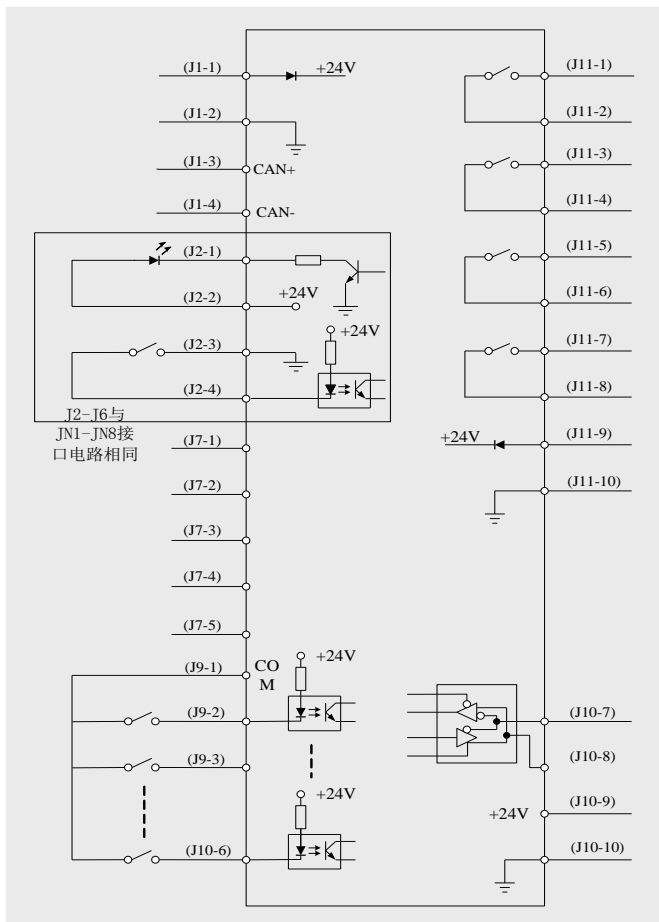 (J1-1)
+24V
(J1-2)
(J1-3)
CAN+
(J1-4)
CAN-
(J2-1)
(J2-2)
+24V
(J2-3)
+24V
(J2-4)
J2-J6与
JN1-JN8接
口电路相同
(J7-1)
(J7-2)
(J7-3)
(J7-4)
(J7-5)
(J9-1)
CO
M
+24V
(J9-2)
(J9-3)
+24V
(J10-6)
(J11-1)
(J11-2)
(J11-3)
(J11-4)
(J11-5)
(J11-6)
(J11-7)
(J11-8)
+24V
(J11-9)
(J11-10)
(J10-7)
(J10-8)
+24V
(J10-9)
(J10-10)